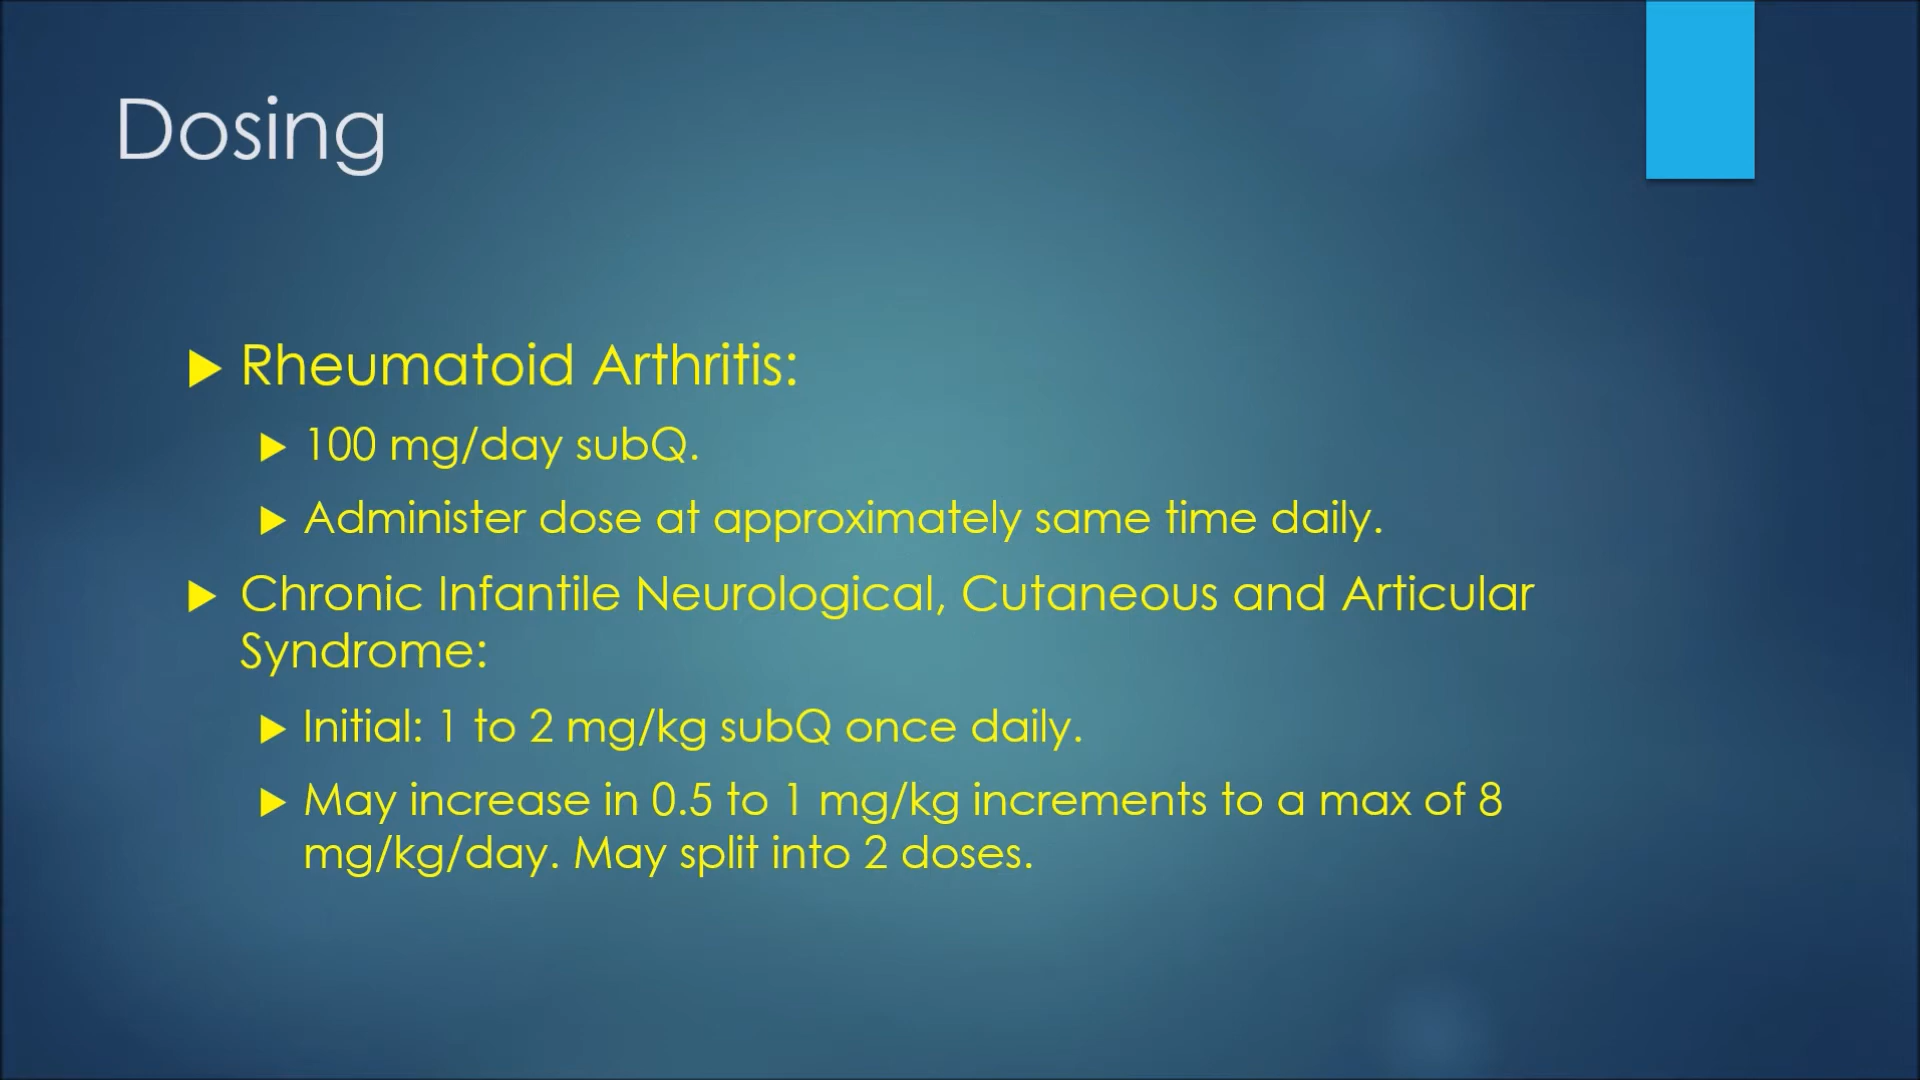 Dosing
Rheumatoid Arthritis:
100 mg/day subQ.
Administer dose at approximately same time daily.
Chronic Infantile Neurological, Cutaneous and Articular
Syndrome:
Initial: 1 to 2 mg/kg subQ once daily.
May increase in 0.5 to 1 mg/kg increments to a max of 8
mg/kg/day. May split into 2 doses.